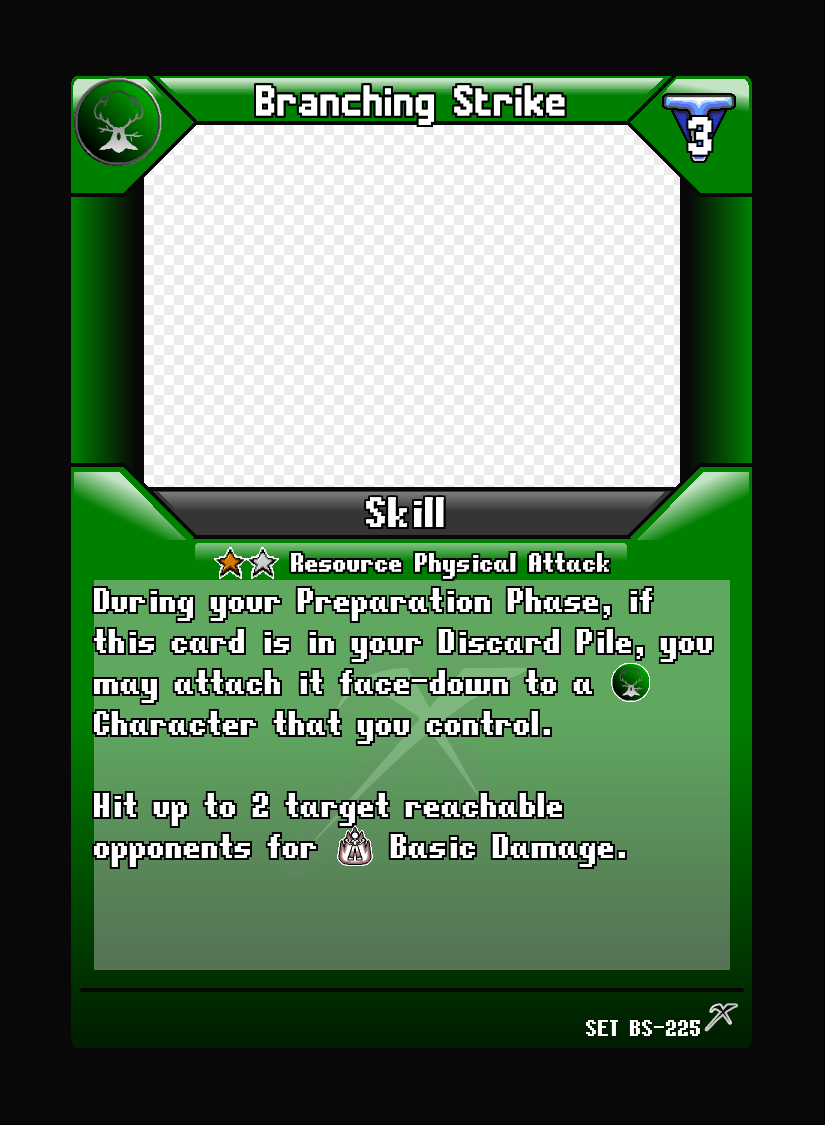 Branching Strike
3
Skill
Resource Physical Attack
During your Preparation Phase, if
this card is in your Discard Pile, you
may attach it face-down to a
Character that you control.
Hit up to 2 target reachable
opponents for A Basic Damage.
SET BS-225